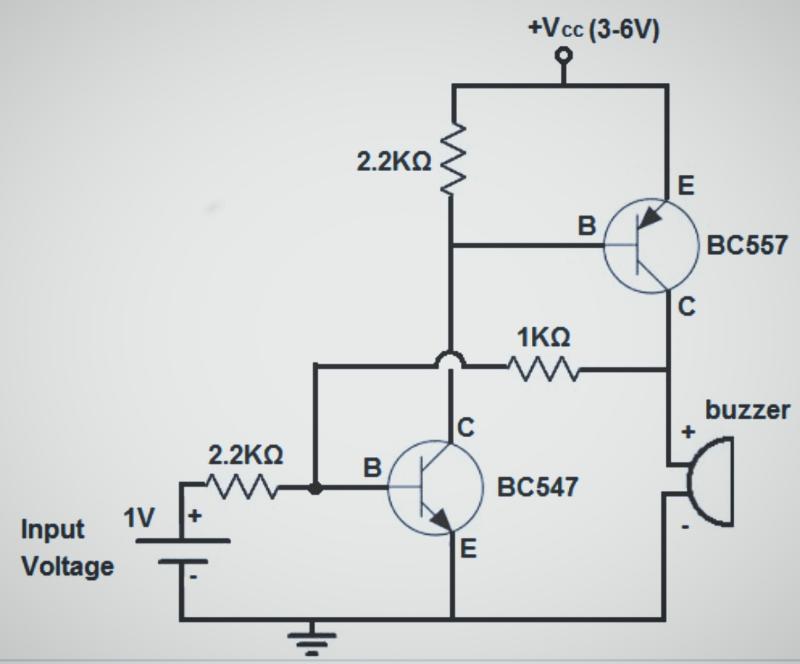 +Vcc (3-6V)
2.2KΩ
E
B
BC557
C
1KΩ
buzzer
+
C
2.2KΩ
B
BC547
1V
+
Input
Voltage
-
E
-